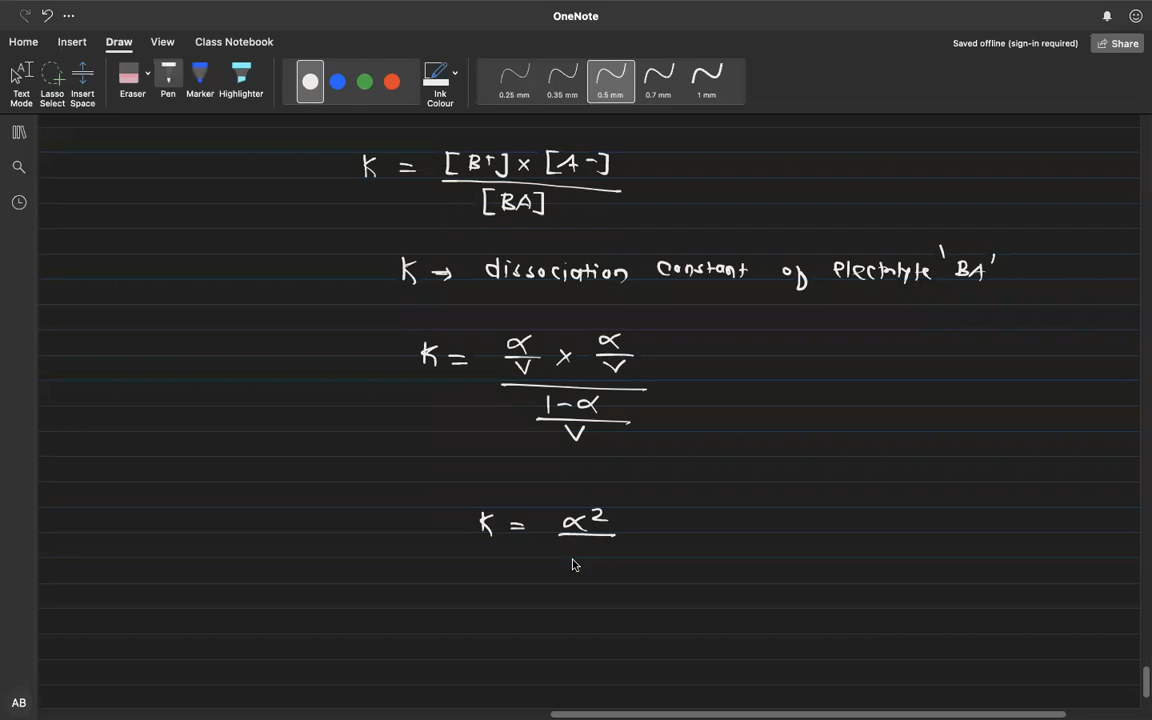 OneNote
Home Insert Draw View Class Notebook Saved offline (sign-in required) Share
Text Mode Lasso Select Insert Space Eraser Pen Marker Highlighter Ink Colour 0.25 mm 0.35 mm 0.5 mm 0.7 mm 1 mm
K = [B+] × [A-] / [BA]
K → dissociation constant of electrolyte 'BA'
K = α/V × α/V / (1-α)/V
K = α²
AB